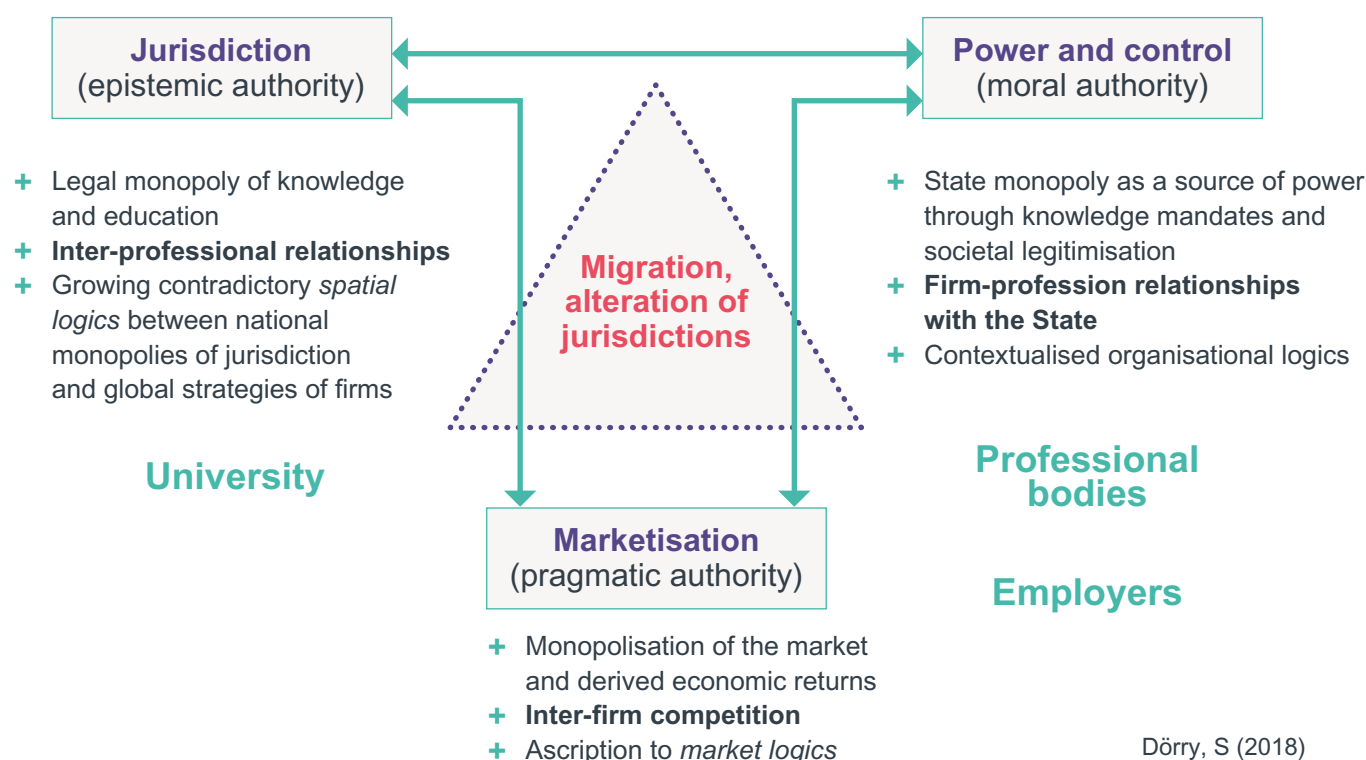 Jurisdiction
(epistemic authority)
Power and control
(moral authority)
+ Legal monopoly of knowledge
and education
+ Inter-professional relationships
+ Growing contradictory spatial
logics between national
monopolies of jurisdiction
and global strategies of firms
Migration,
alteration of
jurisdictions
+ State monopoly as a source of power
through knowledge mandates and
societal legitimisation
+ Firm-profession relationships
with the State
+ Contextualised organisational logics
University
Professional
bodies
Marketisation
(pragmatic authority)
Employers
+ Monopolisation of the market
and derived economic returns
+ Inter-firm competition
+ Ascription to market logics
Dörry, S (2018)